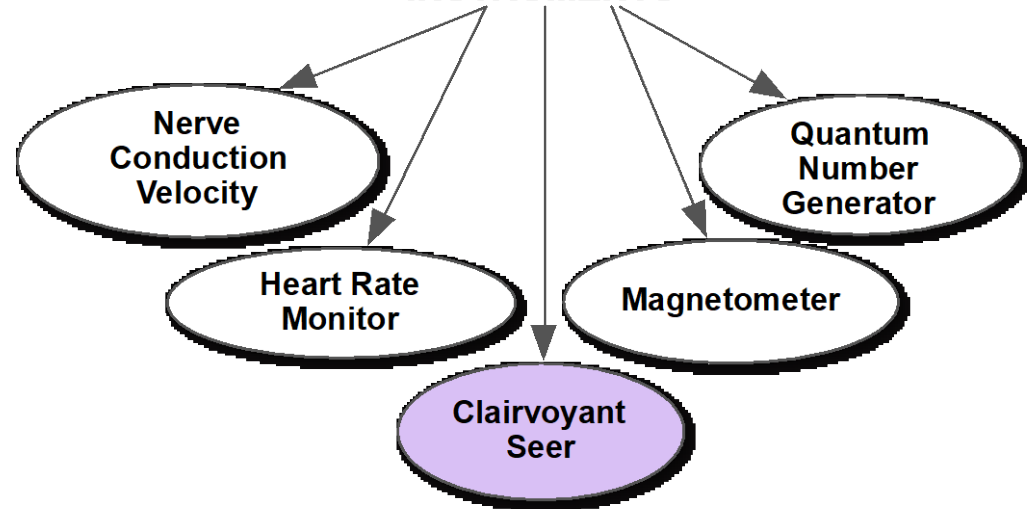 Nerve
Conduction
Velocity
Quantum
Number
Generator
Heart Rate
Monitor
Magnetometer
Clairvoyant
Seer